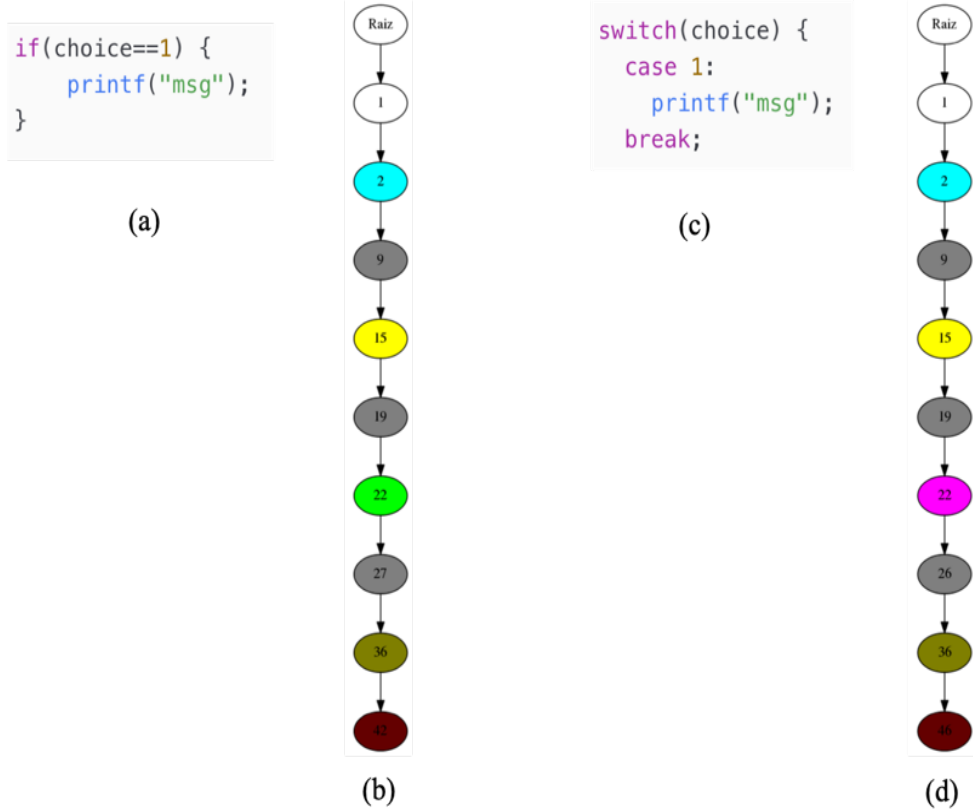 if(choice==1) {
printf("msg");
}
(a)
Raiz
1
2
9
15
19
22
27
36
42
(b)
switch(choice) {
case 1:
printf("msg");
break;
(c)
Raiz
1
2
9
15
19
22
26
36
46
(d)